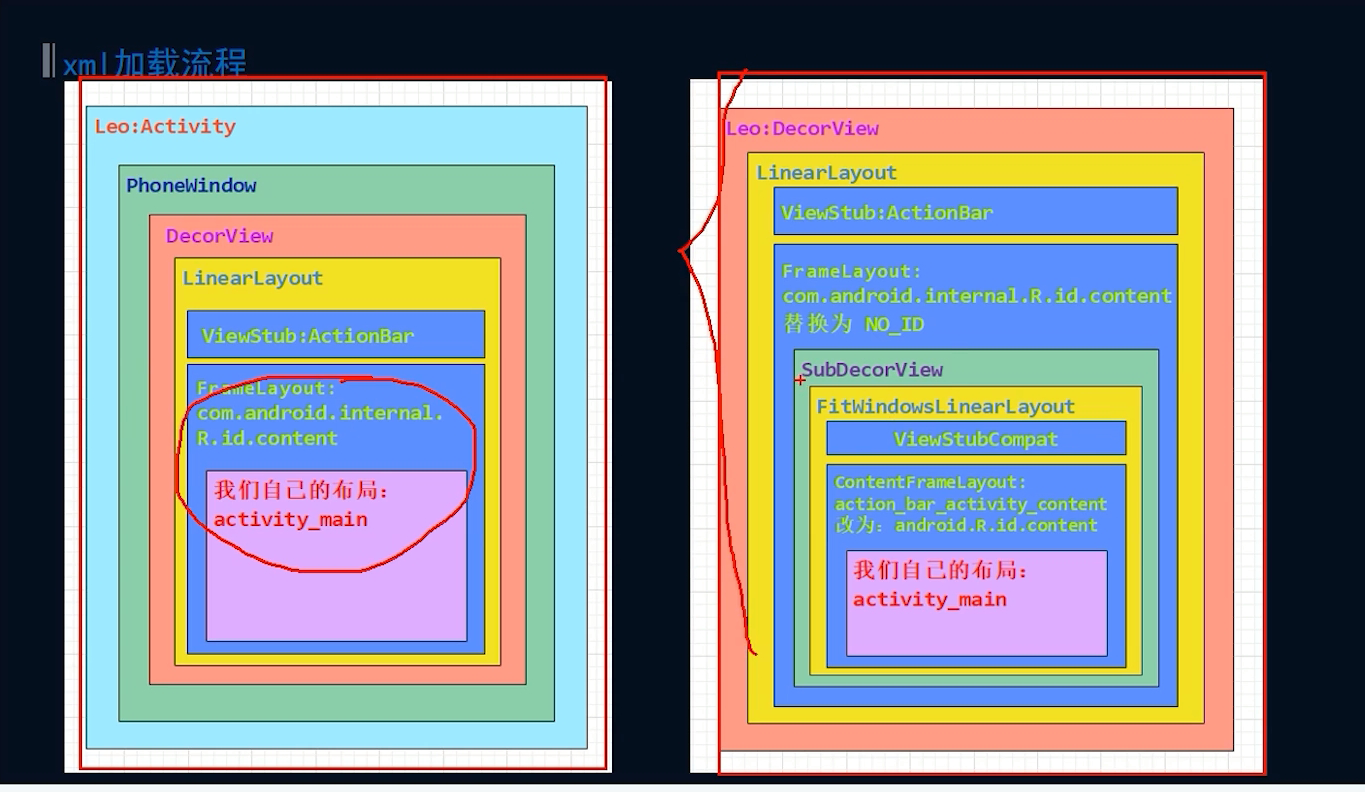 xml加载流程
Leo:Activity
PhoneWindow
DecorView
LinearLayout
ViewStub:ActionBar
FrameLayout:
com.android.internal.
R.id.content
我们自己的布局:
activity_main
Leo:DecorView
LinearLayout
ViewStub:ActionBar
FrameLayout:
com.android.internal.R.id.content
替换为 NO_ID
SubDecorView
FitWindowsLinearLayout
ViewStubCompat
ContentFrameLayout:
action_bar_activity_content
改为: android.R.id.content
我们自己的布局:
activity_main